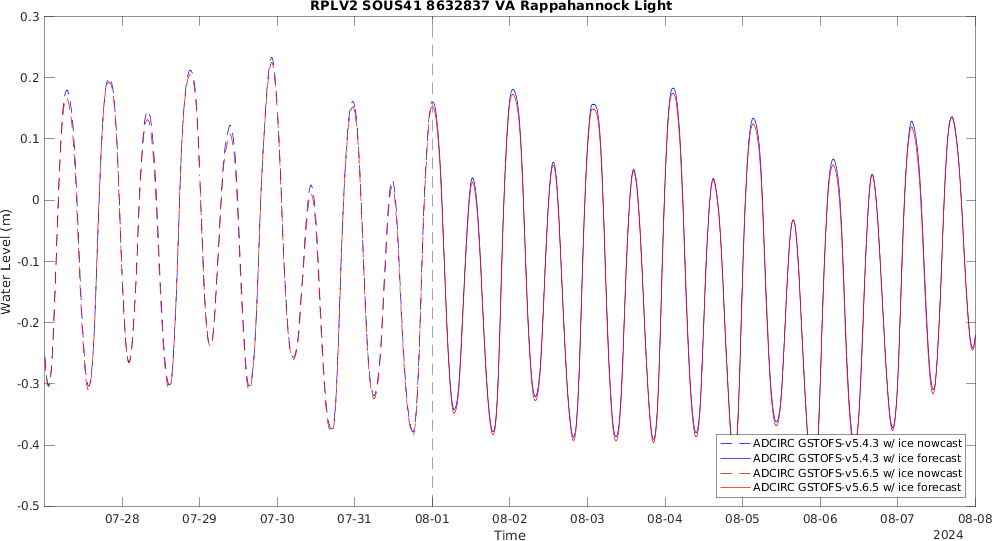 RPLV2 SOUS41 8632837 VA Rappahannock Light
0.3
0.2
0.1
0
-0.1
-0.2
-0.3
-0.4
-0.5
Water Level (m)
ADCIRC GSTOFS-v5.4.3 w/ ice nowcast
ADCIRC GSTOFS-v5.4.3 w/ ice forecast
ADCIRC GSTOFS-v5.6.5 w/ ice nowcast
ADCIRC GSTOFS-v5.6.5 w/ ice forecast
07-28 07-29 07-30 07-31 08-01 08-02 08-03 08-04 08-05 08-06 08-07 08-08
Time
2024